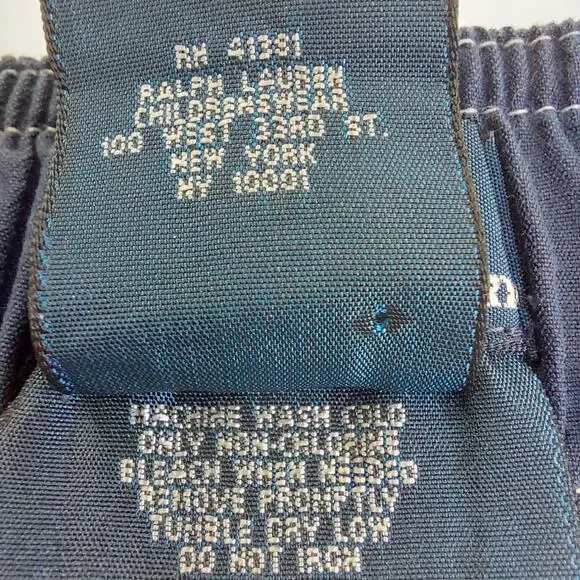 RN 41381
RALPH LAUREN
CHILDRENSWEAR
100 WEST 33RD ST.
NEW YORK
NY 10001
n
MACHINE WASH COLD
ONLY NON-CHLORINE
BLEACH WHEN NEEDED
REMOVE PROMPTLY
TUMBLE DRY LOW
DO NOT IRON